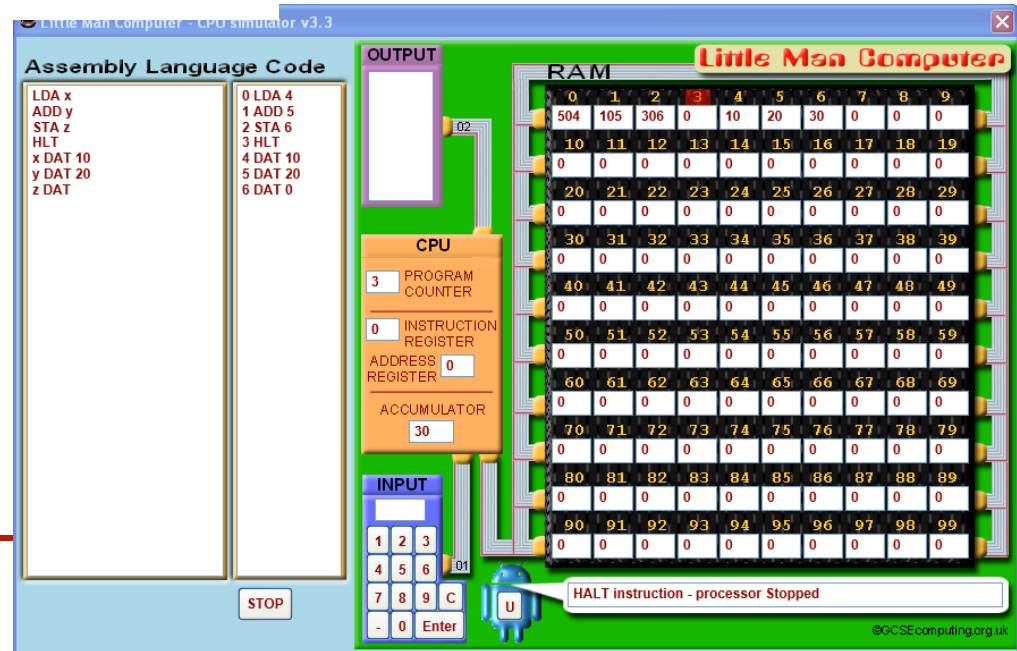 Little Man Computer - CPU simulator v3.3
Assembly Language Code
LDA x
ADD y
STA z
HLT
x DAT 10
y DAT 20
z DAT
0 LDA 4
1 ADD 5
2 STA 6
3 HLT
4 DAT 10
5 DAT 20
6 DAT 0
STOP
OUTPUT
02
CPU
3 PROGRAM
COUNTER
0 INSTRUCTION
REGISTER
ADDRESS
REGISTER 0
ACCUMULATOR
30
INPUT
1 2 3
4 5 6
7 8 9 C
- 0 Enter
01
U
Little Man Computer
RAM
0 1 2 3 4 5 6 7 8 9
504 105 306 0 10 20 30 0 0 0
10 11 12 13 14 15 16 17 18 19
0 0 0 0 0 0 0 0 0 0
20 21 22 23 24 25 26 27 28 29
0 0 0 0 0 0 0 0 0 0
30 31 32 33 34 35 36 37 38 39
0 0 0 0 0 0 0 0 0 0
40 41 42 43 44 45 46 47 48 49
0 0 0 0 0 0 0 0 0 0
50 51 52 53 54 55 56 57 58 59
0 0 0 0 0 0 0 0 0 0
60 61 62 63 64 65 66 67 68 69
0 0 0 0 0 0 0 0 0 0
70 71 72 73 74 75 76 77 78 79
0 0 0 0 0 0 0 0 0 0
80 81 82 83 84 85 86 87 88 89
0 0 0 0 0 0 0 0 0 0
90 91 92 93 94 95 96 97 98 99
0 0 0 0 0 0 0 0 0 0
HALT instruction - processor Stopped
©GCSEcomputing.org.uk